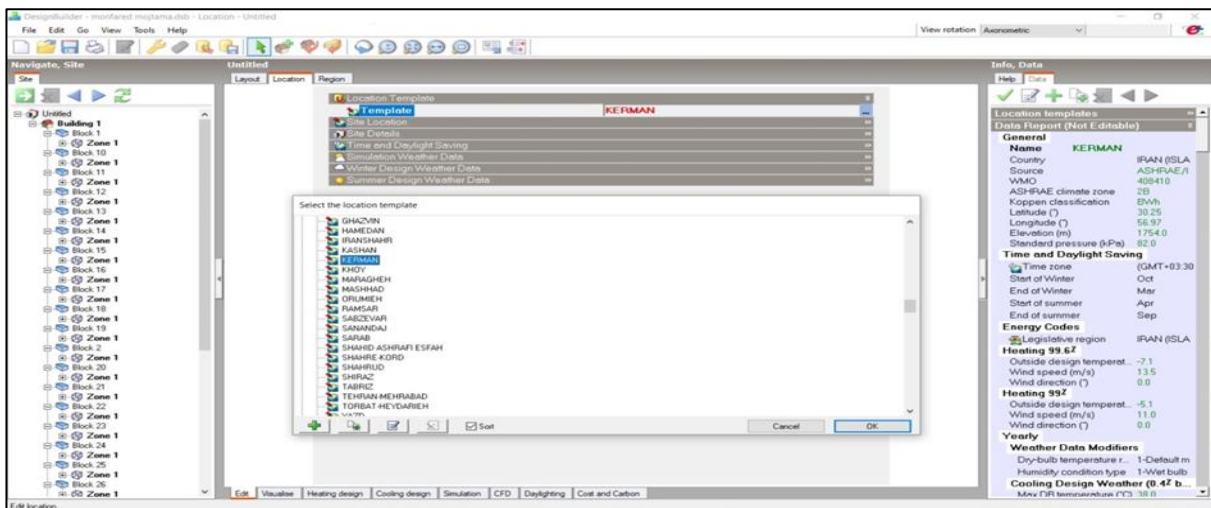 DesignBuilder - monfared mojtama.dsb - Location - Untitled
File Edit Go View Tools Help
View rotation Axonometric
Navigate, Site
Site
Untitled
Building 1
Block 1
Zone 1
Block 10
Zone 1
Block 11
Zone 1
Block 12
Zone 1
Block 13
Zone 1
Block 14
Zone 1
Block 15
Zone 1
Block 16
Zone 1
Block 17
Zone 1
Block 18
Zone 1
Block 19
Zone 1
Block 2
Zone 1
Block 20
Zone 1
Block 21
Zone 1
Block 22
Zone 1
Block 23
Zone 1
Block 24
Zone 1
Block 25
Zone 1
Block 26
Zone 1
Untitled
Layout Location Region
Location Template
Template KERMAN
Site Location
Site Details
Time and Daylight Saving
Simulation Weather Data
Winter Design Weather Data
Summer Design Weather Data
Select the location template
GHAZVIN
HAMEDAN
IRANSHAHR
KASHAN
KERMAN
KHOY
MARAGHEH
MASHHAD
ORUMIEH
RAMSAR
SABZEVAR
SANANDAJ
SARAB
SHAHID ASHRAFI ESFAH
SHAHRE-KORD
SHAHRUD
SHIRAZ
TABRIZ
TEHRAN-MEHRABAD
TORBAT-HEYDARIEH
YAZD
Sort
Cancel
OK
Edit Visualise Heating design Cooling design Simulation CFD Daylighting Cost and Carbon
Info, Data
Help Data
Location templates
Data Report (Not Editable)
General
Name KERMAN
Country IRAN (ISLA
Source ASHRAE/I
WMO 408410
ASHRAE climate zone 2B
Koppen classification BWh
Latitude (°) 30.25
Longitude (°) 56.97
Elevation (m) 1754.0
Standard pressure (kPa) 82.0
Time and Daylight Saving
Time zone (GMT+03:30
Start of Winter Oct
End of Winter Mar
Start of summer Apr
End of summer Sep
Energy Codes
Legislative region IRAN (ISLA
Heating 99.6%
Outside design temperat... -7.1
Wind speed (m/s) 13.5
Wind direction (°) 0.0
Heating 99%
Outside design temperat... -5.1
Wind speed (m/s) 11.0
Wind direction (°) 0.0
Yearly
Weather Data Modifiers
Dry-bulb temperature r... 1-Default m
Humidity condition type 1-Wet bulb
Cooling Design Weather (0.4% b...
Max DB temperature (°C) 38.0
Edit location